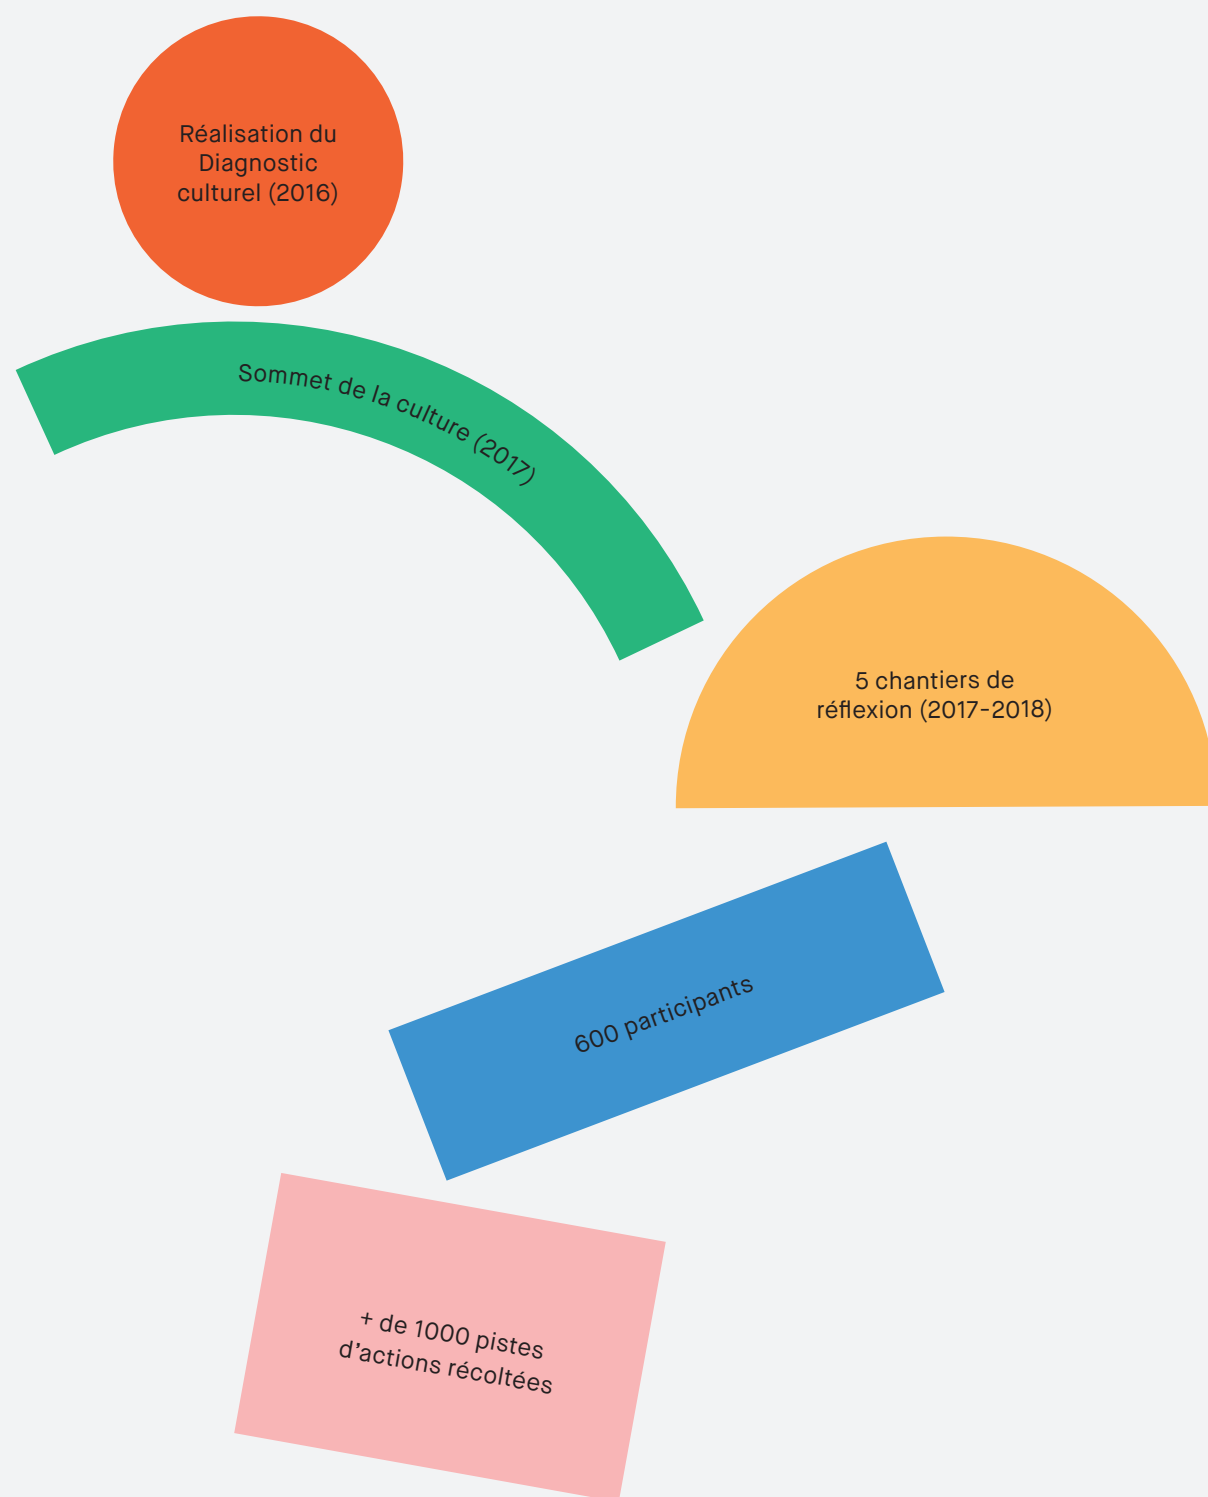 Réalisation du
Diagnostic
culturel (2016)
Sommet de la culture (2017)
5 chantiers de
réflexion (2017-2018)
600 participants
+ de 1000 pistes
d’actions récoltées